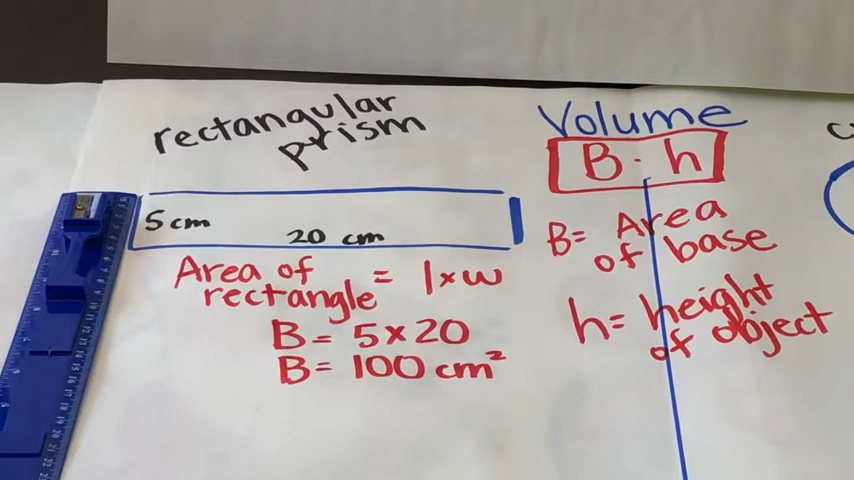 rectangular
prism
5 cm
20 cm
Area of
rectangle = l x w
B = 5 x 20
B = 100 cm²
Volume
B · h
B = Area
of base
h = height
of object